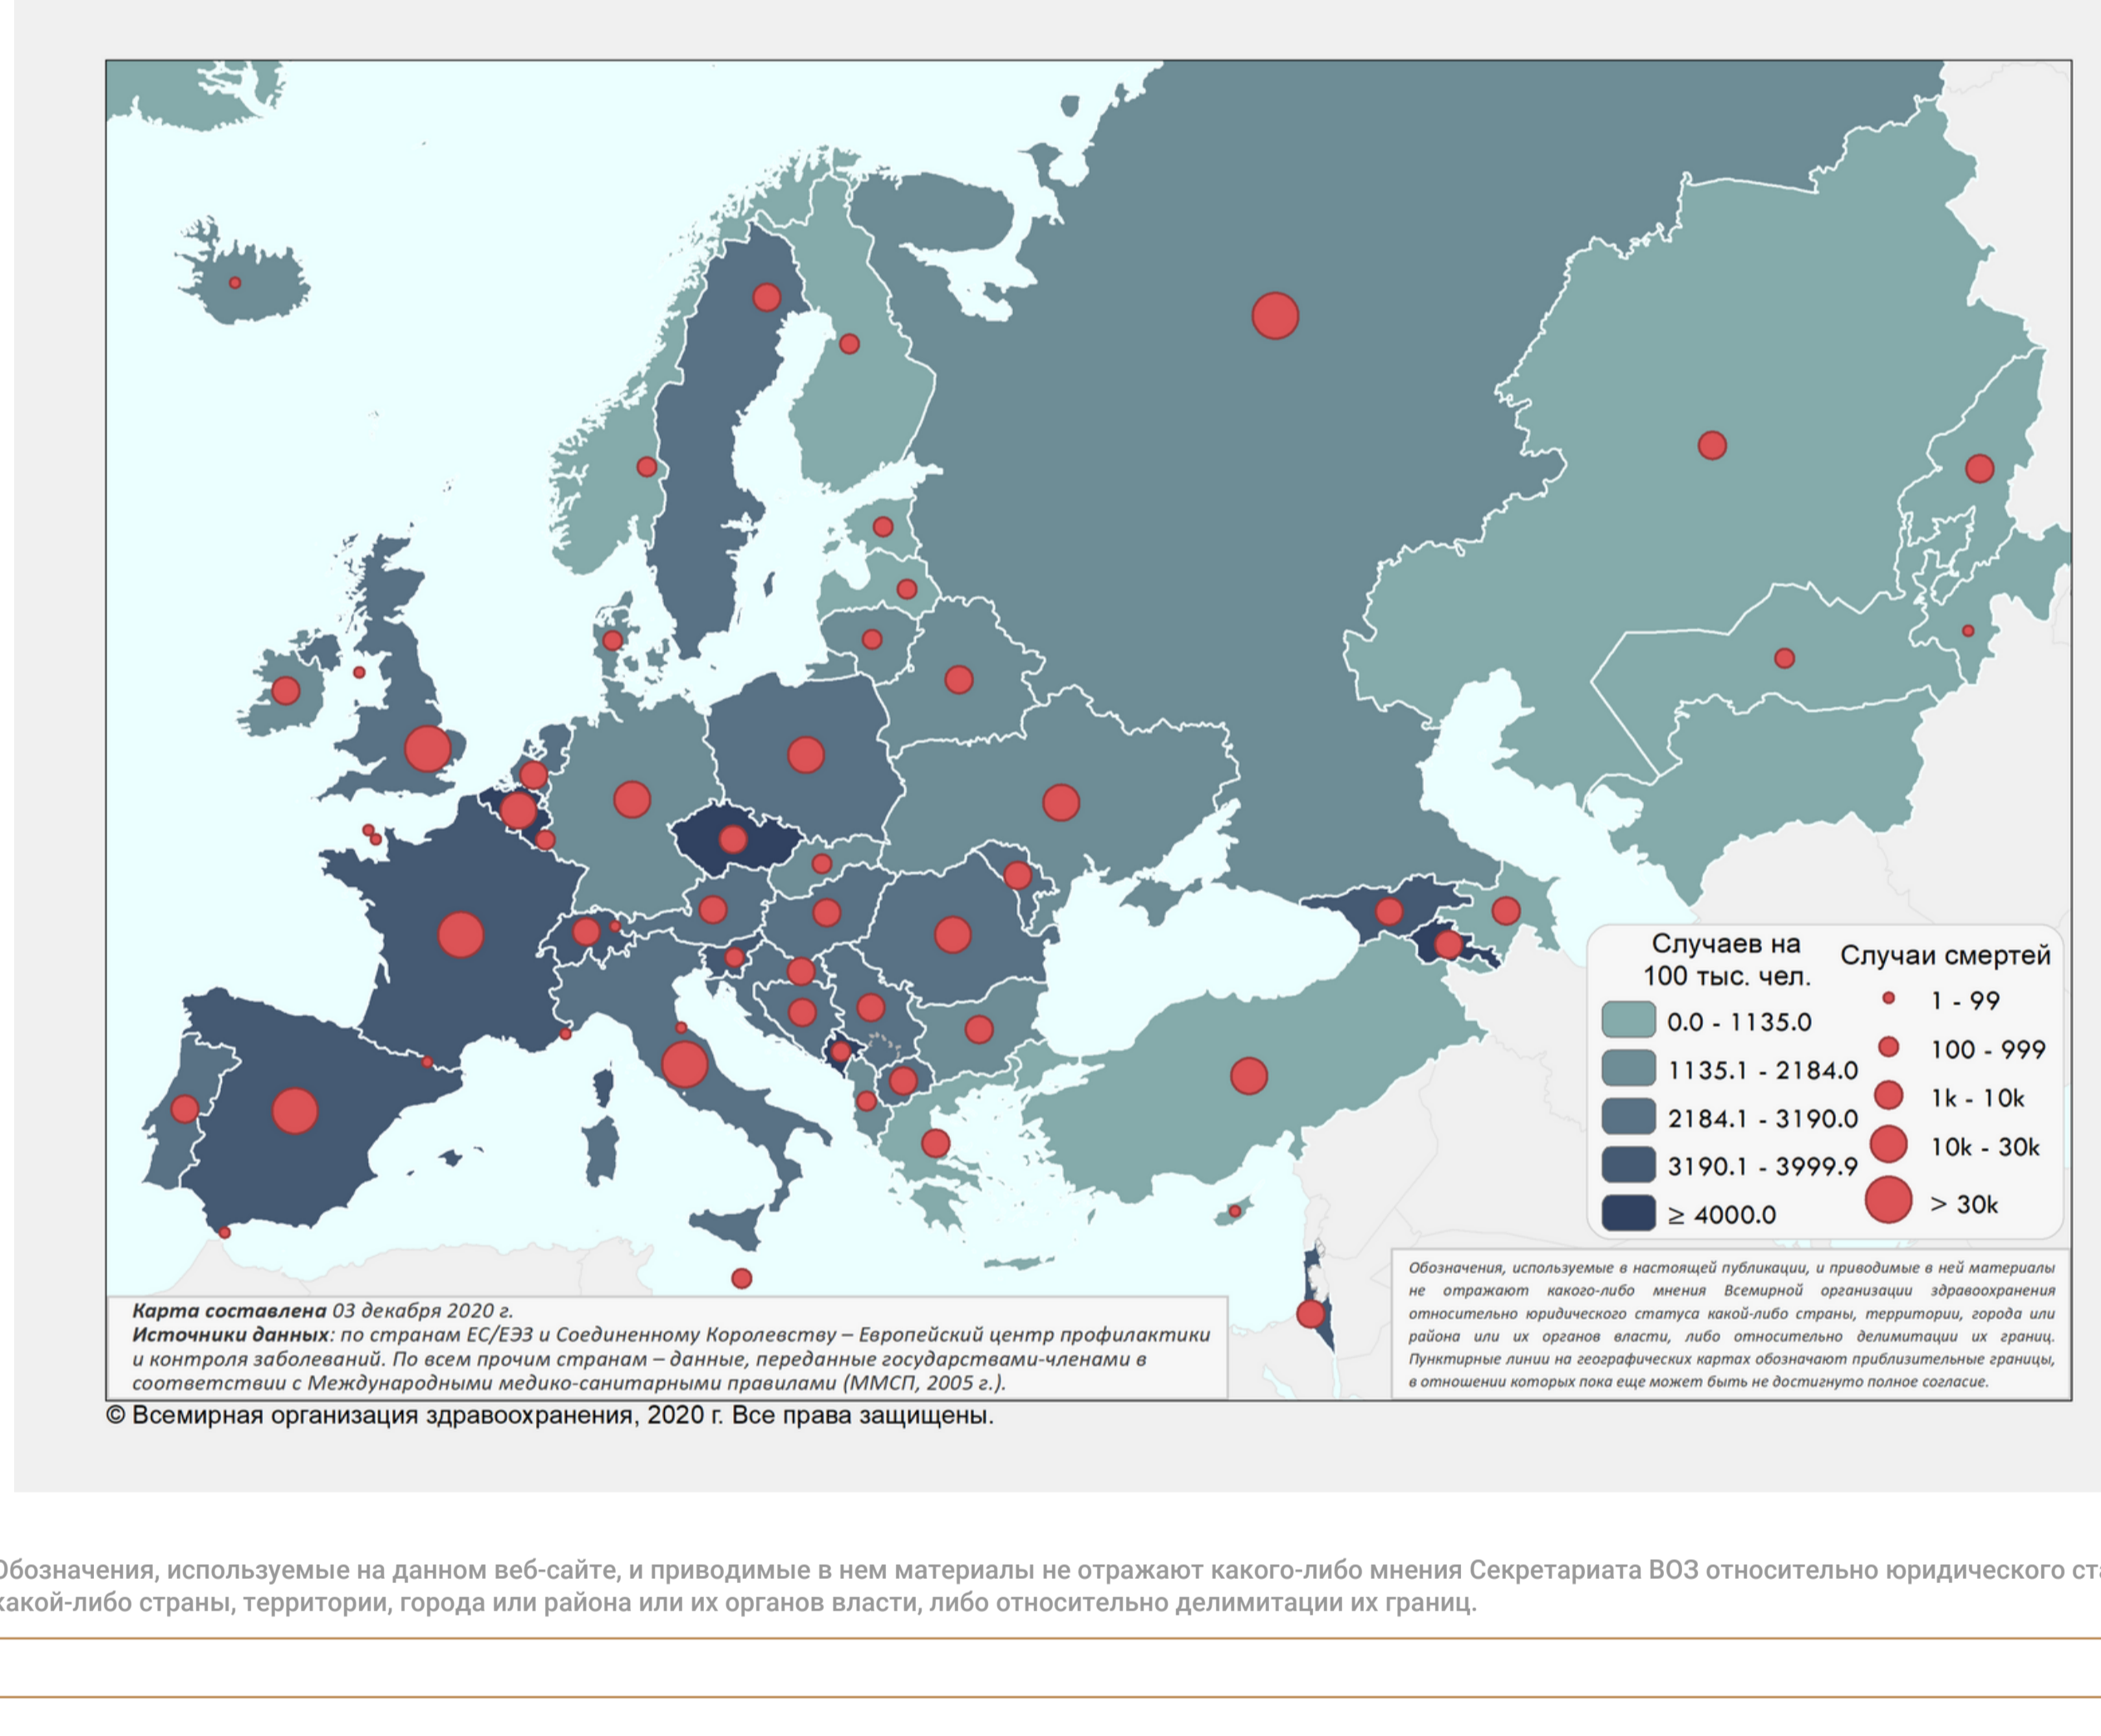 Случаев на
100 тыс. чел.
0.0 - 1135.0
1135.1 - 2184.0
2184.1 - 3190.0
3190.1 - 3999.9
≥ 4000.0
Случаи смертей
1 - 99
100 - 999
1k - 10k
10k - 30k
> 30k
Обозначения, используемые в настоящей публикации, и приводимые в ней материалы
не отражают какого-либо мнения Всемирной организации здравоохранения
относительно юридического статуса какой-либо страны, территории, города или
района или их органов власти, либо относительно делимитации их границ.
Пунктирные линии на географических картах обозначают приблизительные границы,
в отношении которых пока еще может быть не достигнуто полное согласие.
Карта составлена 03 декабря 2020 г.
Источники данных: по странам ЕС/ЕЭЗ и Соединенному Королевству – Европейский центр профилактики
и контроля заболеваний. По всем прочим странам – данные, переданные государствами-членами в
соответствии с Международными медико-санитарными правилами (ММСП, 2005 г.).
© Всемирная организация здравоохранения, 2020 г. Все права защищены.
Обозначения, используемые на данном веб-сайте, и приводимые в нем материалы не отражают какого-либо мнения Секретариата ВОЗ относительно юридического
какой-либо страны, территории, города или района или их органов власти, либо относительно делимитации их границ.